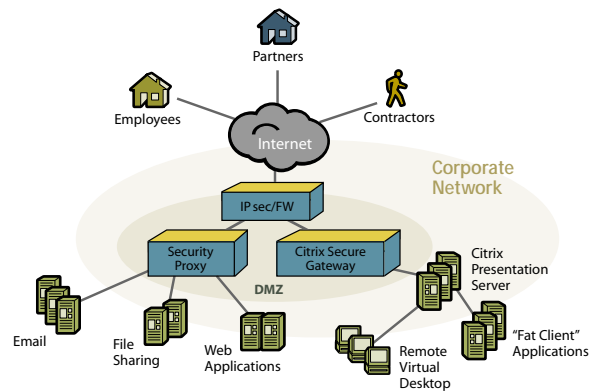 Partners
Employees
Contractors
Internet
Corporate
Network
IP sec/FW
Security
Proxy
Citrix Secure
Gateway
DMZ
Citrix
Presentation
Server
Email
File
Sharing
Web
Applications
Remote
Virtual
Desktop
"Fat Client"
Applications